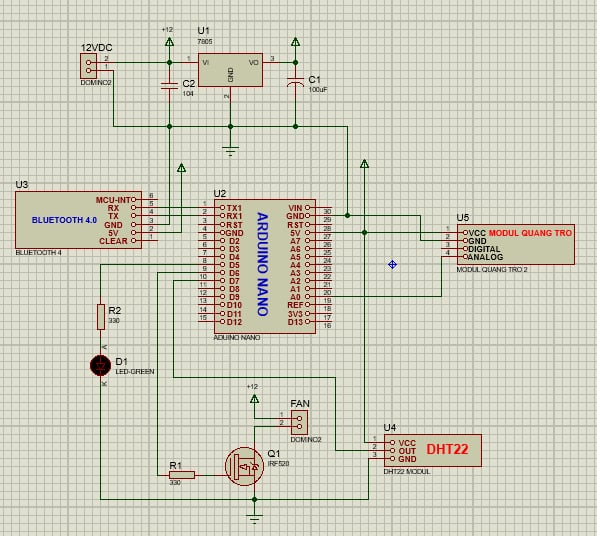 +12
U1
7805
12VDC
2
1
DOMINO2
1
VI
VO
3
GND
2
C2
104
C1
100uF
U3
BLUETOOTH 4.0
MCU-INT
RX
TX
GND
5V
CLEAR
6
5
4
3
2
1
BLUETOOTH 4
U2
1
2
3
4
5
6
7
8
9
10
11
12
13
14
15
TX1
RX1
RST
GND
D2
D3
D4
D5
D6
D7
D8
D9
D10
D11
D12
ARDUINO NANO
VIN
GND
RST
5V
A7
A6
A5
A4
A3
A2
A1
A0
REF
3V3
D13
30
29
28
27
26
25
24
23
22
21
20
19
18
17
16
ADUINO NANO
U5
1
2
3
4
VCC
GND
DIGITAL
ANALOG
MODUL QUANG TRO
MODUL QUANG TRO 2
R2
330
A
D1
LED-GREEN
K
+12
FAN
1
2
DOMINO2
Q1
IRF520
R1
330
U4
1
2
3
VCC
OUT
GND
DHT22
DHT22 MODUL